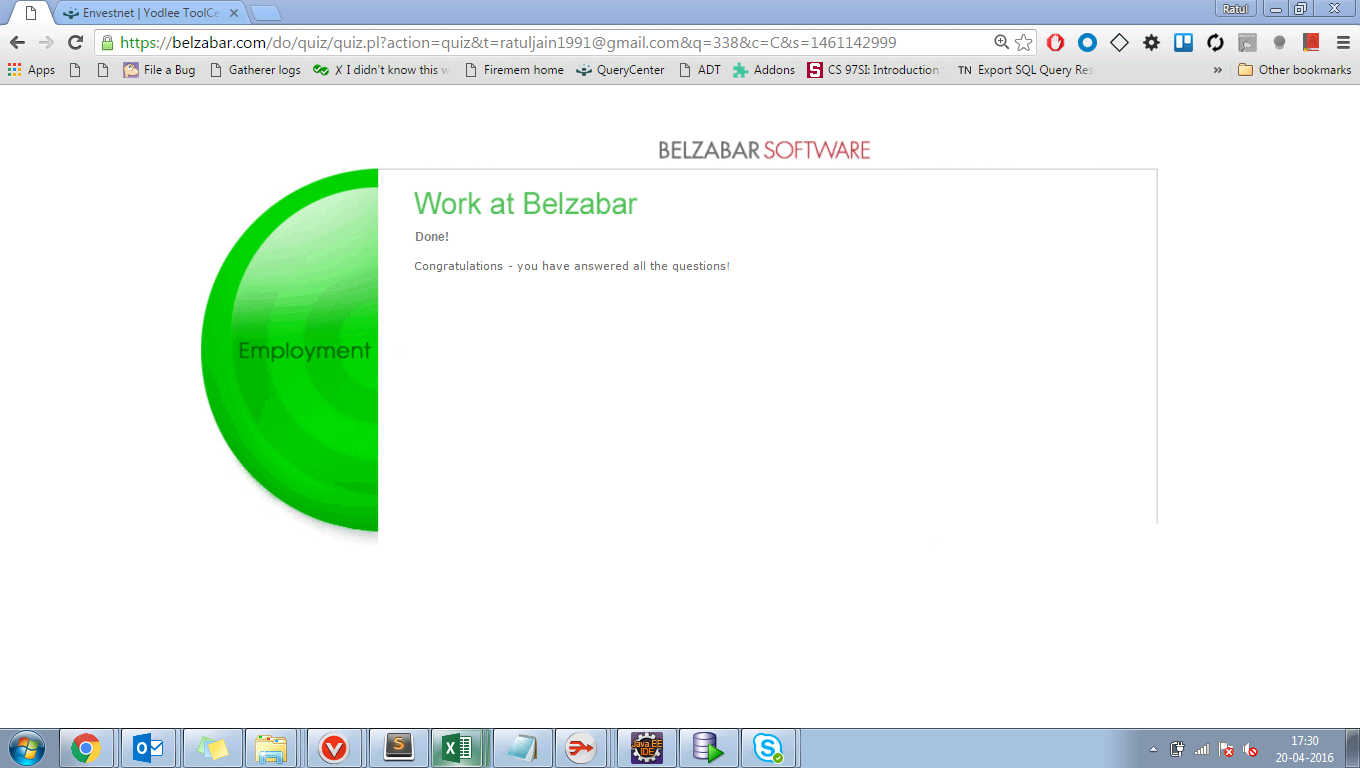 Ratul
Envestnet | Yodlee ToolCe
https://belzabar.com/do/quiz/quiz.pl?action=quiz&t=ratuljain1991@gmail.com&q=338&c=C&s=1461142999
Apps File a Bug Gatherer logs X I didn't know this w Firemem home QueryCenter ADT Addons CS 97SI: Introduction TN Export SQL Query Res » Other bookmarks
BELZABAR SOFTWARE
Work at Belzabar
Done!
Congratulations - you have answered all the questions!
Employment
Java EE
IDE
17:30
20-04-2016